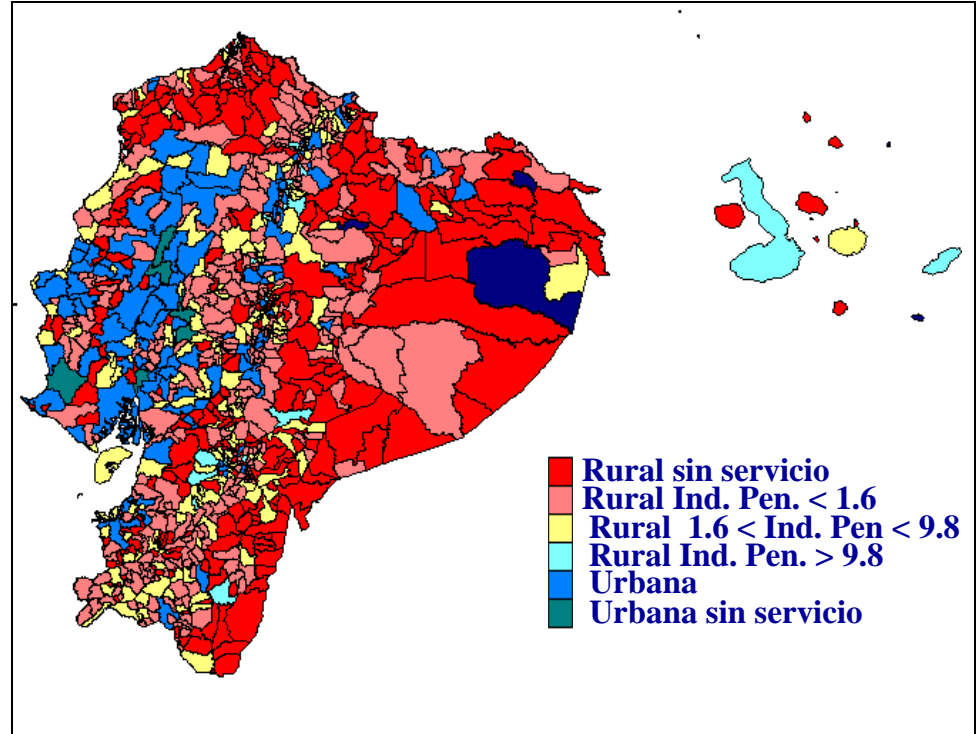 Rural sin servicio
Rural Ind. Pen. < 1.6
Rural 1.6 < Ind. Pen < 9.8
Rural Ind. Pen. > 9.8
Urbana
Urbana sin servicio